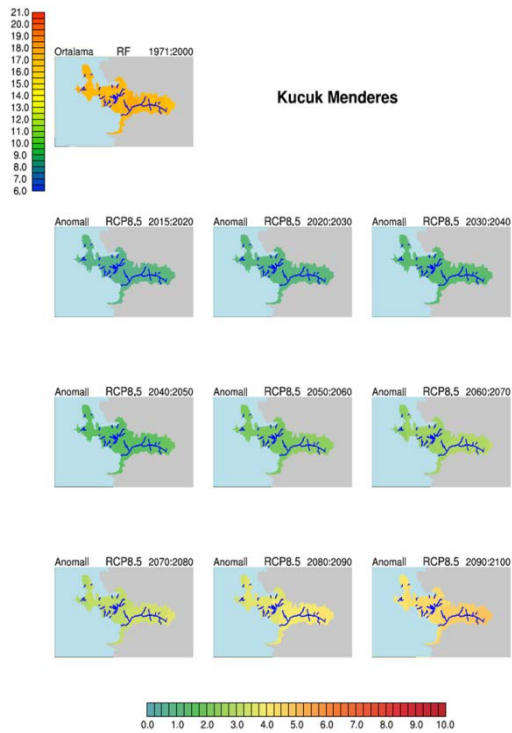 21.0
20.0
19.0
18.0
17.0
16.0
15.0
14.0
13.0
12.0
11.0
10.0
9.0
8.0
7.0
6.0
Ortalama RF 1971:2000
Kucuk Menderes
Anomali RCP8.5 2015:2020
Anomali RCP8.5 2020:2030
Anomali RCP8.5 2030:2040
Anomali RCP8.5 2040:2050
Anomali RCP8.5 2050:2060
Anomali RCP8.5 2060:2070
Anomali RCP8.5 2070:2080
Anomali RCP8.5 2080:2090
Anomali RCP8.5 2090:2100
0.0 1.0 2.0 3.0 4.0 5.0 6.0 7.0 8.0 9.0 10.0